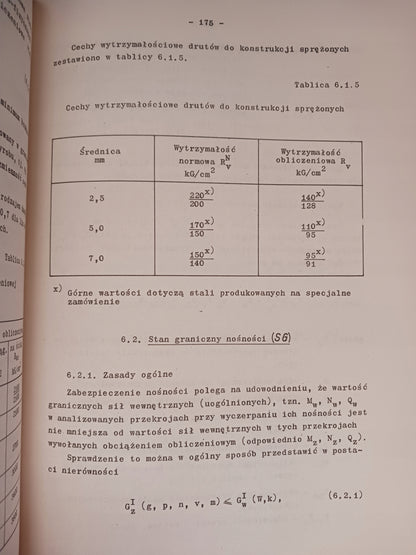 - 175 -
Cechy wytrzymałościowe drutów do konstrukcji sprężonych
zestawione w tablicy 6.1.5.
Tablica 6.1.5
Cechy wytrzymałościowe drutów do konstrukcji sprężonych
Średnica mm
Wytrzymałość normowa R_v^N kG/cm²
Wytrzymałość obliczeniowa R_v kG/cm²
2,5 220^x)/200 140^x)/128
5,0 170^x)/150 110^x)/95
7,0 150^x)/140 95^x)/91
x) Górne wartości dotyczą stali produkowanych na specjalne
zamówienie
6.2. Stan graniczny nośności (SG)
6.2.1. Zasady ogólne
Zabezpieczenie nośności polega na udowodnieniu, że wartość
granicznych sił wewnętrznych (uogólnionych), tzn. M_w, N_w, Q_w
w analizowanych przekrojach przy wyczerpaniu ich nośności jest
nie mniejsza od wartości sił wewnętrznych w tych przekrojach
wywołanych obciążeniem obliczeniowym (odpowiednio M_z, N_z, Q_z).
Sprawdzenie to można w ogólny sposób przedstawić w posta-
ci nierówności
G_z^I (g, p, n, v, m) ⩽ G_w^I (W,k), (6.2.1)